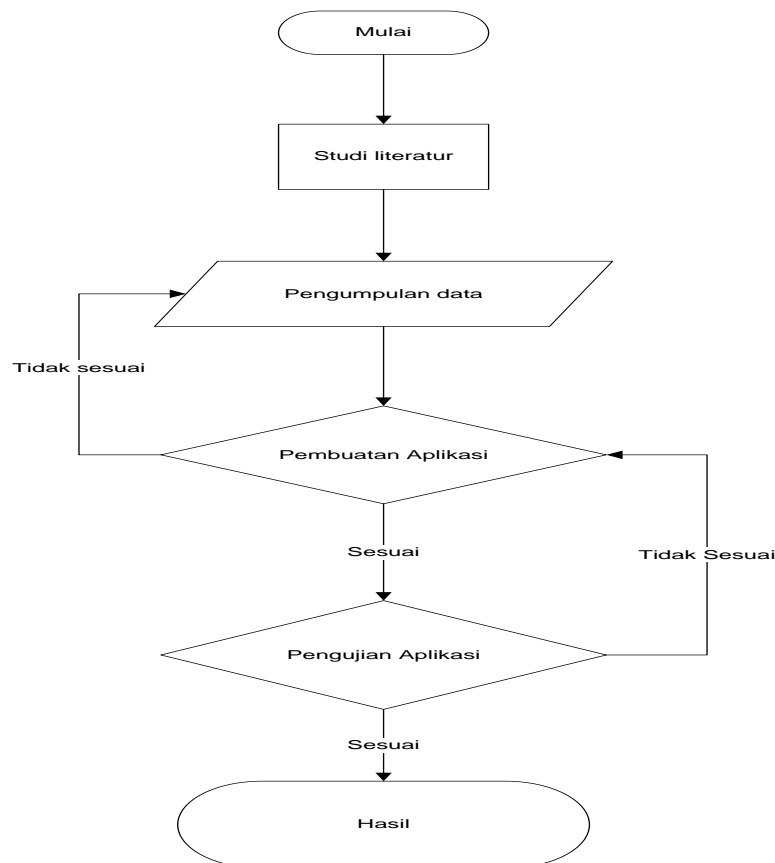 Mulai
Studi literatur
Pengumpulan data
Tidak sesuai
Pembuatan Aplikasi
Sesuai
Tidak Sesuai
Pengujian Aplikasi
Sesuai
Hasil